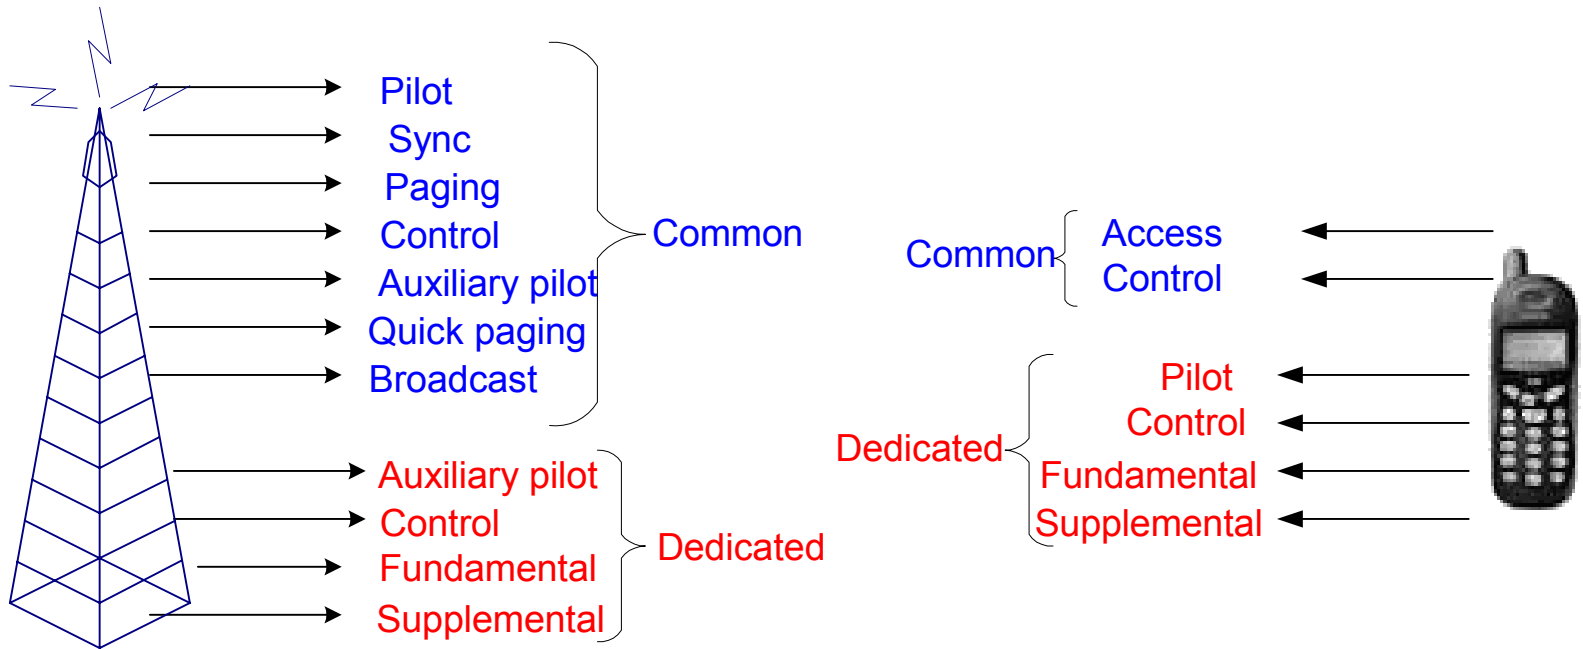 Pilot
Sync
Paging
Control
Auxiliary pilot
Quick paging
Broadcast
Common
Auxiliary pilot
Control
Fundamental
Supplemental
Dedicated
Common
Access
Control
Dedicated
Pilot
Control
Fundamental
Supplemental